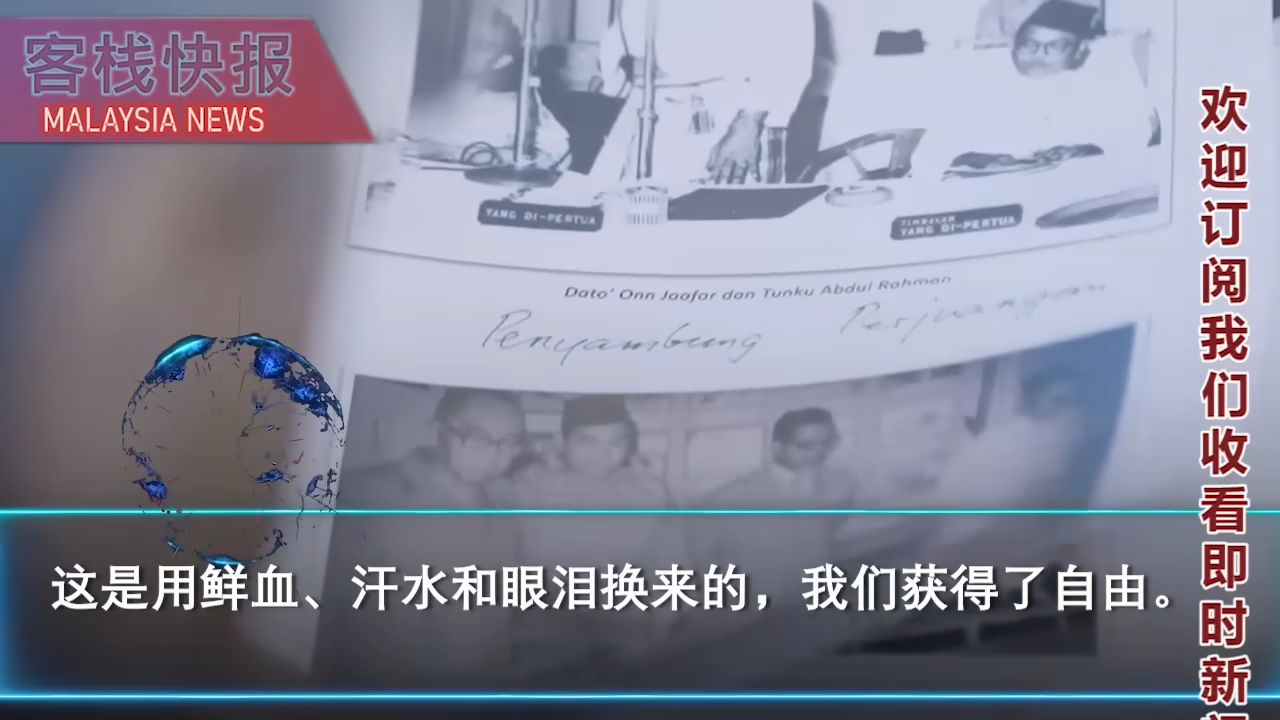 客栈快报
MALAYSIA NEWS
YANG DI-PERTUA
TIMBALAN
YANG DI-PERTUA
Dato' Onn Jaafar dan Tunku Abdul Rahman
Penyambung Perjuangan
这是用鲜血、汗水和眼泪换来的，我们获得了自由。
欢迎订阅我们收看即时新